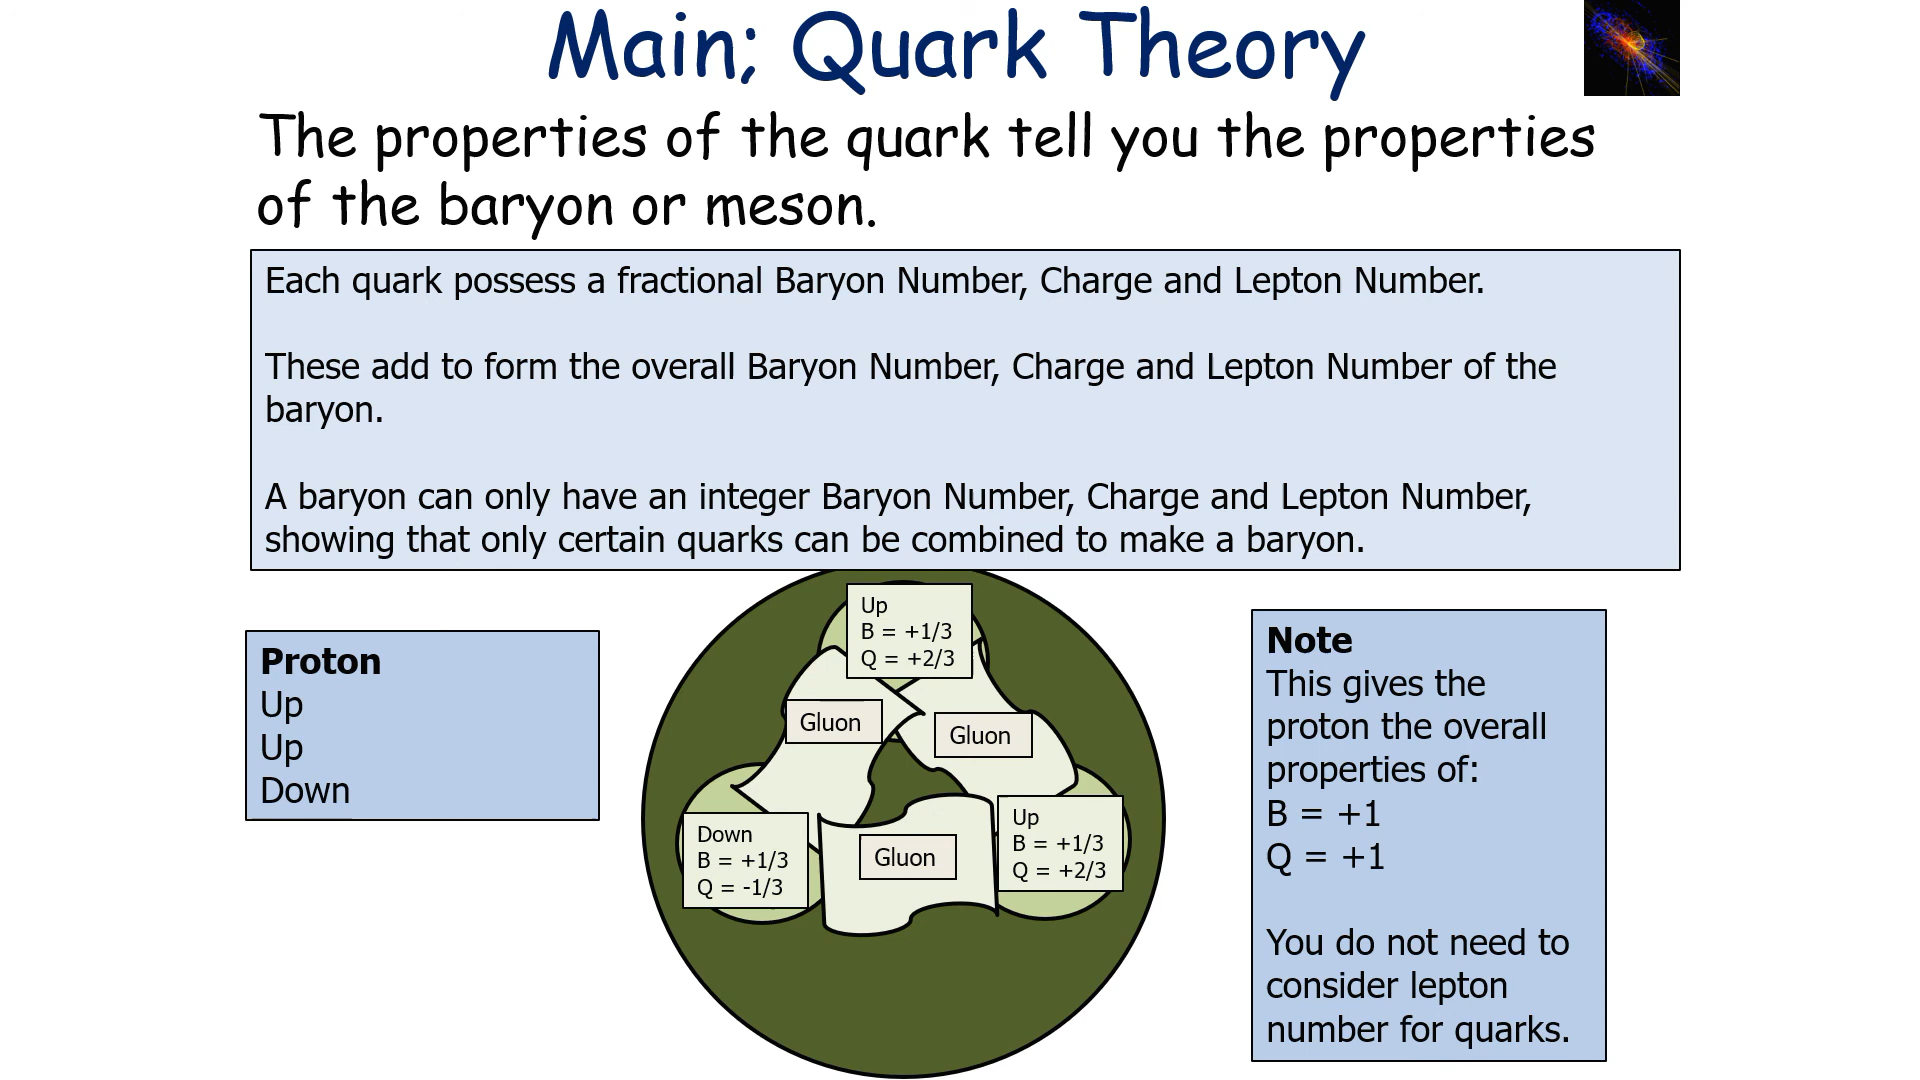 Main; Quark Theory
The properties of the quark tell you the properties
of the baryon or meson.
Each quark possess a fractional Baryon Number, Charge and Lepton Number.
These add to form the overall Baryon Number, Charge and Lepton Number of the
baryon.
A baryon can only have an integer Baryon Number, Charge and Lepton Number,
showing that only certain quarks can be combined to make a baryon.
Proton
Up
Up
Down
Up
B = +1/3
Q = +2/3
Gluon
Gluon
Down
B = +1/3
Q = -1/3
Gluon
Up
B = +1/3
Q = +2/3
Note
This gives the
proton the overall
properties of:
B = +1
Q = +1
You do not need to
consider lepton
number for quarks.